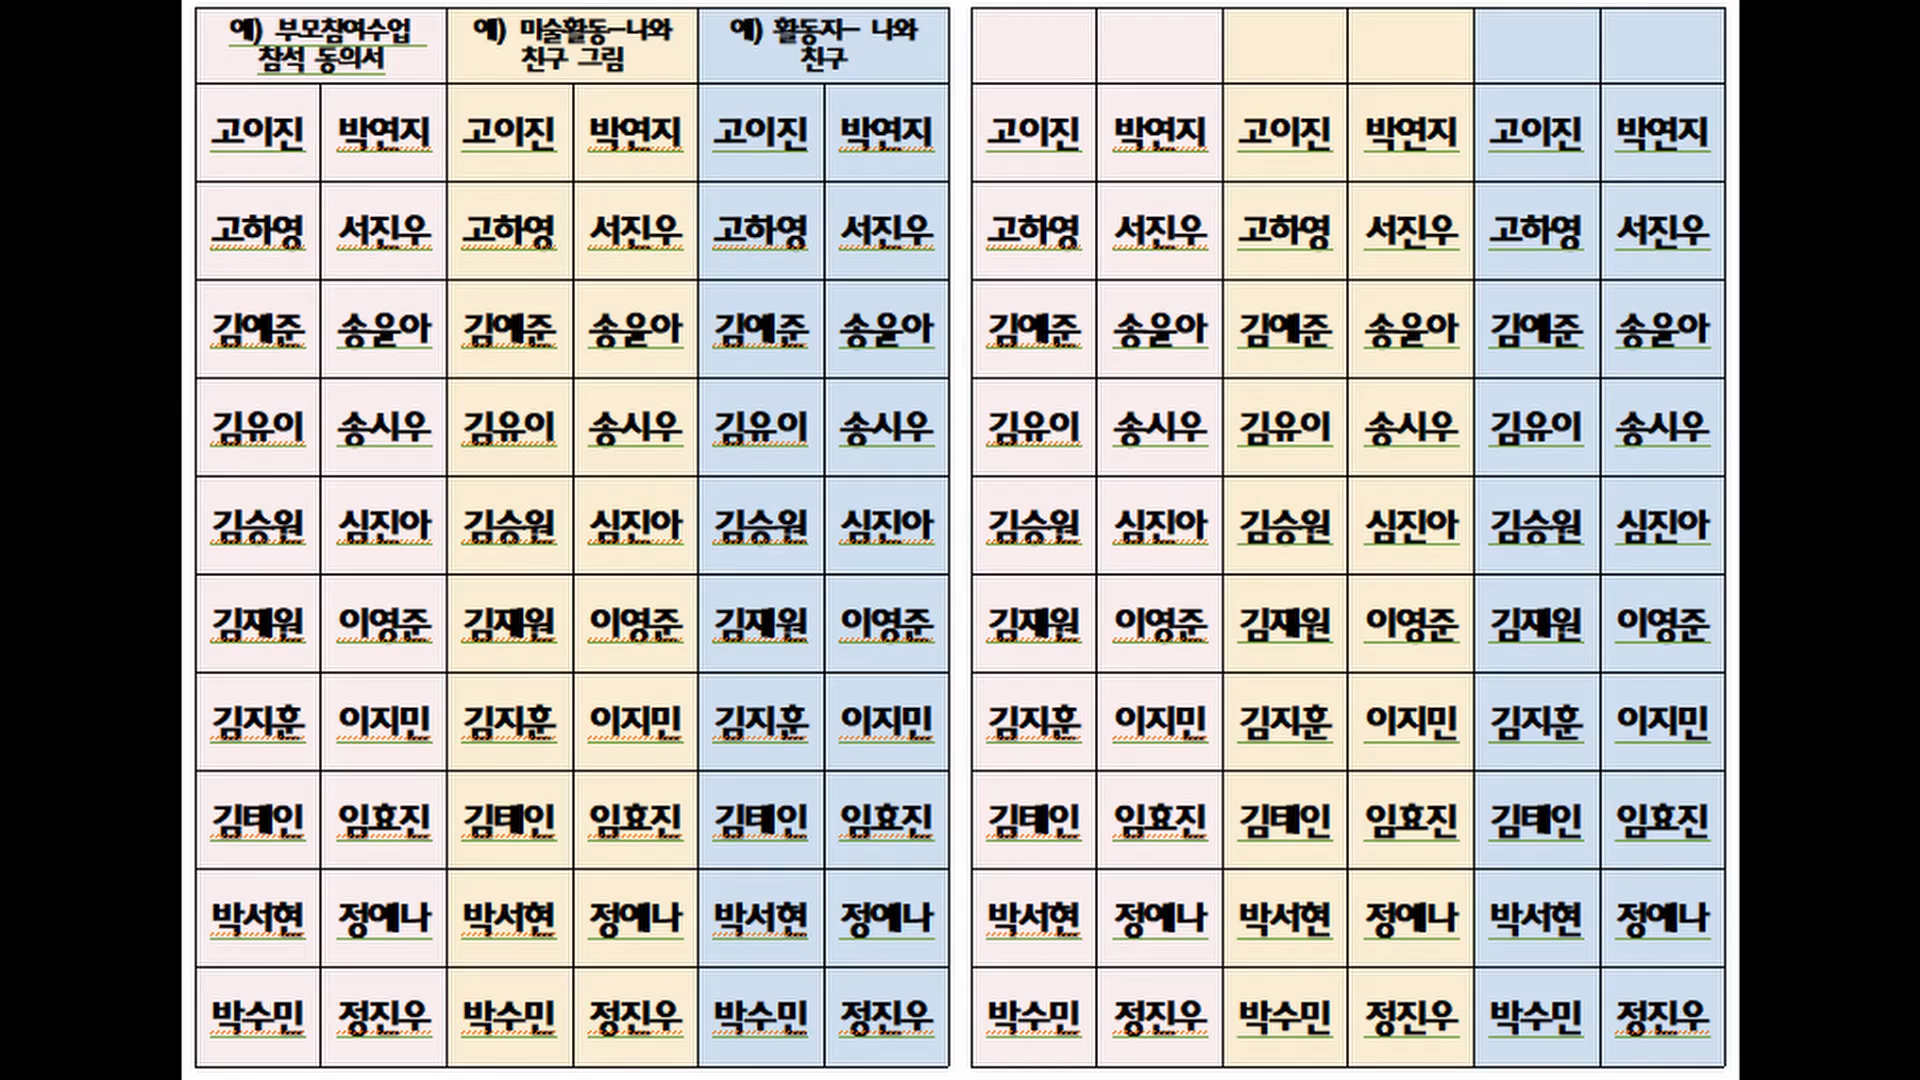 예) 부모참여수업
참석 동의서
예) 미술활동-나와
친구 그림
예) 활동지- 나와
친구
고이진 박연지 고이진 박연지 고이진 박연지 고이진 박연지 고이진 박연지 고이진 박연지
고하영 서진우 고하영 서진우 고하영 서진우 고하영 서진우 고하영 서진우 고하영 서진우
김예준 송윤아 김예준 송윤아 김예준 송윤아 김예준 송윤아 김예준 송윤아 김예준 송윤아
김유이 송시우 김유이 송시우 김유이 송시우 김유이 송시우 김유이 송시우 김유이 송시우
김승원 심진아 김승원 심진아 김승원 심진아 김승원 심진아 김승원 심진아 김승원 심진아
김재원 이영준 김재원 이영준 김재원 이영준 김재원 이영준 김재원 이영준 김재원 이영준
김지훈 이지민 김지훈 이지민 김지훈 이지민 김지훈 이지민 김지훈 이지민 김지훈 이지민
김태인 임효진 김태인 임효진 김태인 임효진 김태인 임효진 김태인 임효진 김태인 임효진
박서현 정예나 박서현 정예나 박서현 정예나 박서현 정예나 박서현 정예나 박서현 정예나
박수민 정진우 박수민 정진우 박수민 정진우 박수민 정진우 박수민 정진우 박수민 정진우